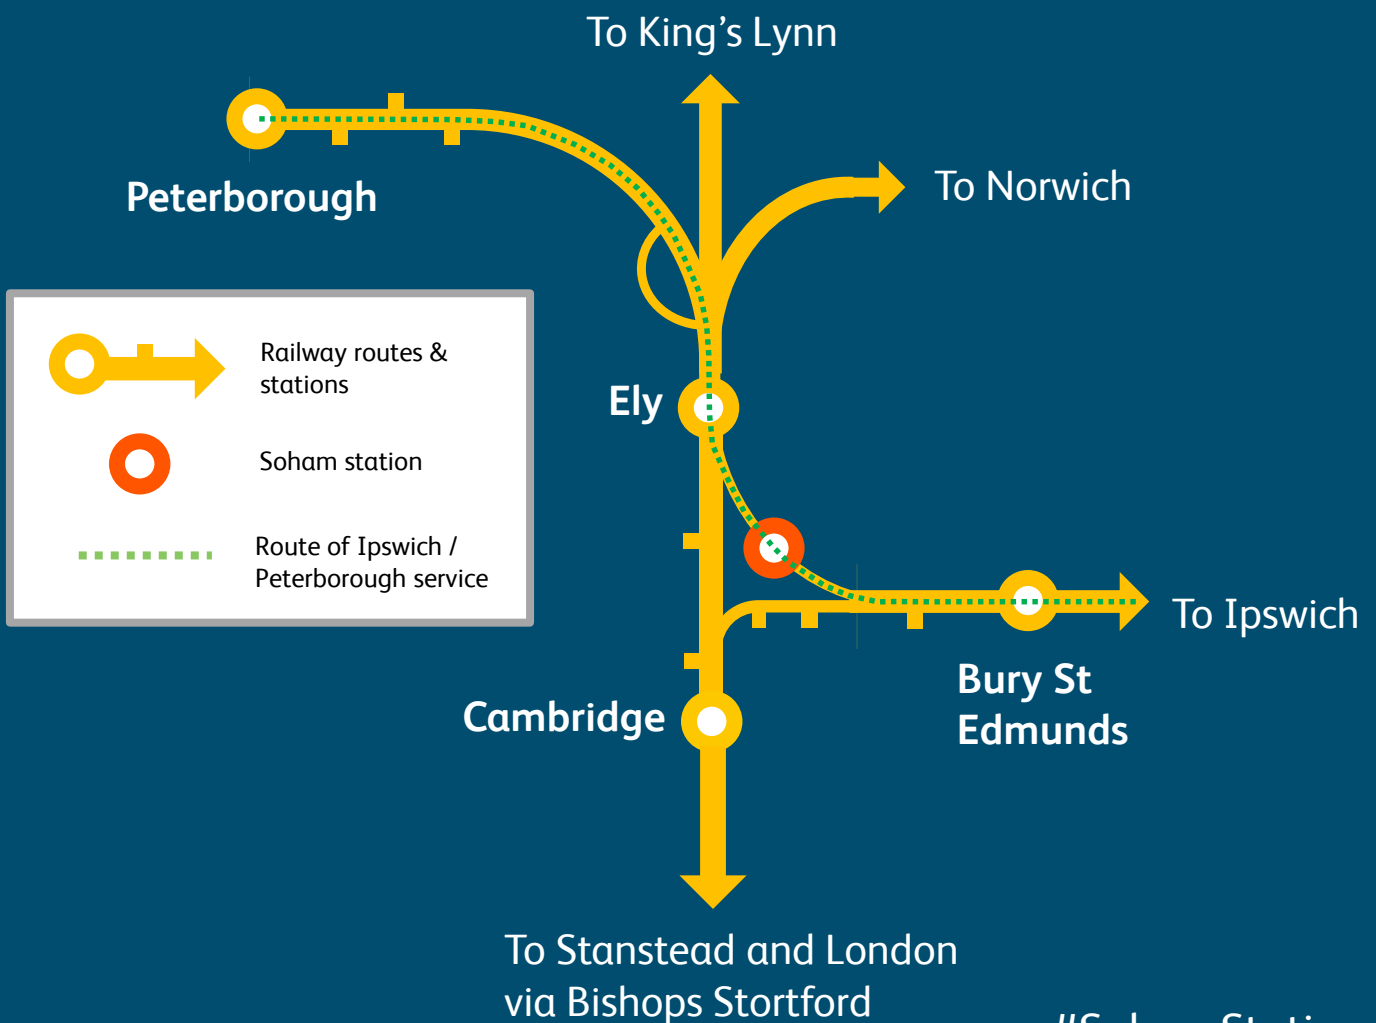 To King's Lynn
Peterborough
To Norwich
Railway routes &
stations
Ely
Soham station
Route of Ipswich /
Peterborough service
To Ipswich
Bury St
Edmunds
Cambridge
To Stanstead and London
via Bishops Stortford